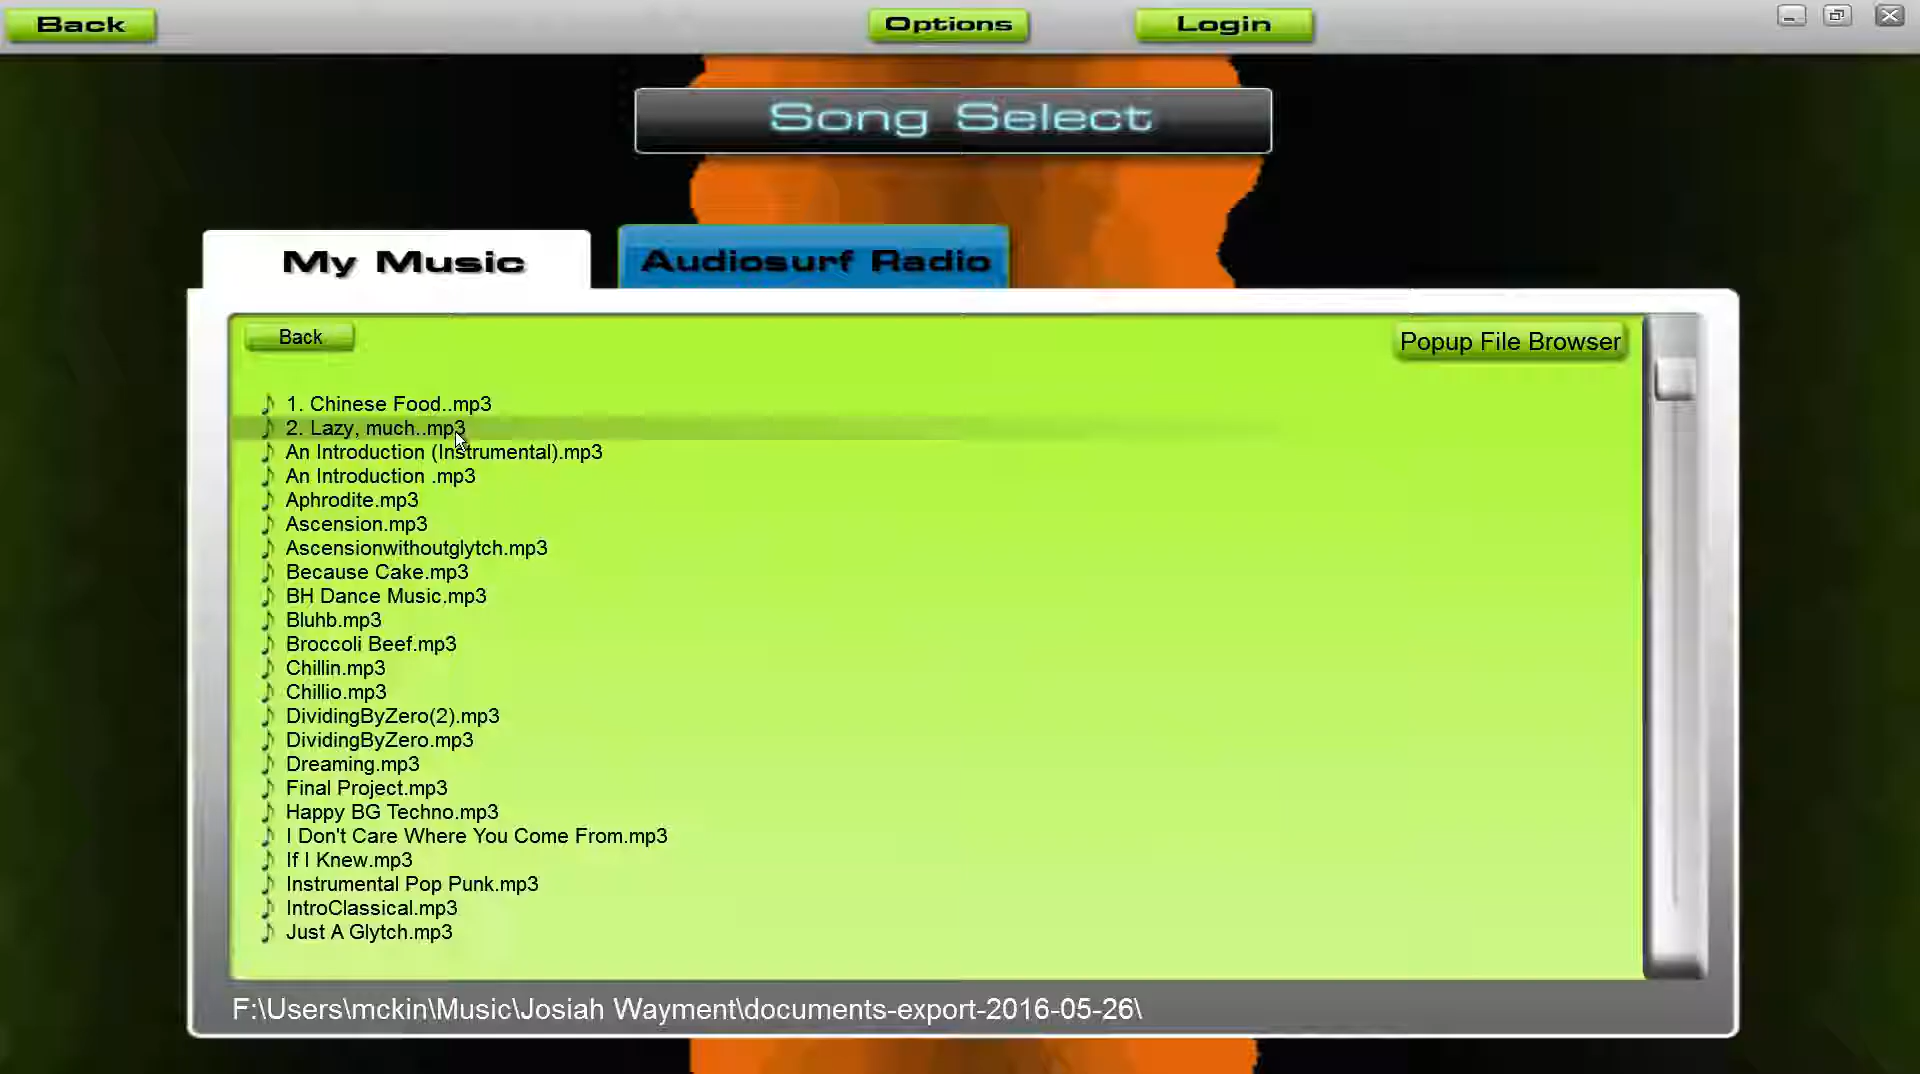 Back
Options
Login
Song Select
My Music
Audiosurf Radio
Back
Popup File Browser
1. Chinese Food..mp3
2. Lazy, much..mp3
An Introduction (Instrumental).mp3
An Introduction .mp3
Aphrodite.mp3
Ascension.mp3
Ascensionwithoutglytch.mp3
Because Cake.mp3
BH Dance Music.mp3
Bluhb.mp3
Broccoli Beef.mp3
Chillin.mp3
Chillio.mp3
DividingByZero(2).mp3
DividingByZero.mp3
Dreaming.mp3
Final Project.mp3
Happy BG Techno.mp3
I Don't Care Where You Come From.mp3
If I Knew.mp3
Instrumental Pop Punk.mp3
IntroClassical.mp3
Just A Glytch.mp3
F:\Users\mckin\Music\Josiah Wayment\documents-export-2016-05-26\